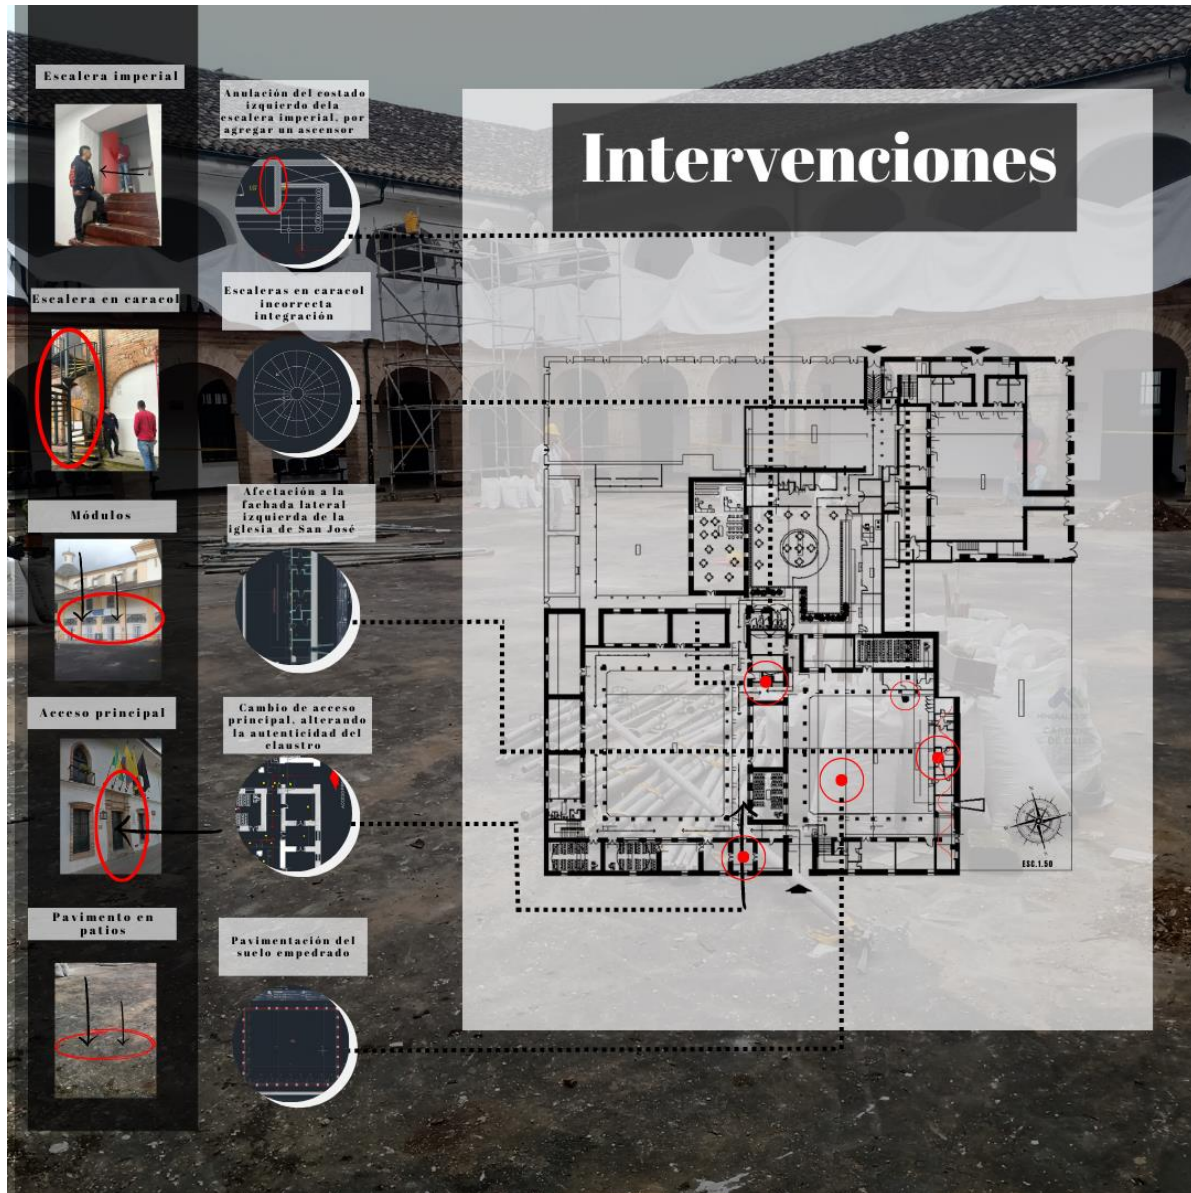 Intervenciones
Escalera imperial
Anulación del costado
izquierdo dela
escalera imperial, por
agregar un ascensor
Escalera en caracol
Escaleras en caracol
incorrecta
integración
Módulos
Afectación a la
fachada lateral
izquierda de la
iglesia de San José
Acceso principal
Cambio de acceso
principal, alterando
la autenticidad del
claustro
Pavimento en
patios
Pavimentación del
suelo empedrado
ESC.1.50